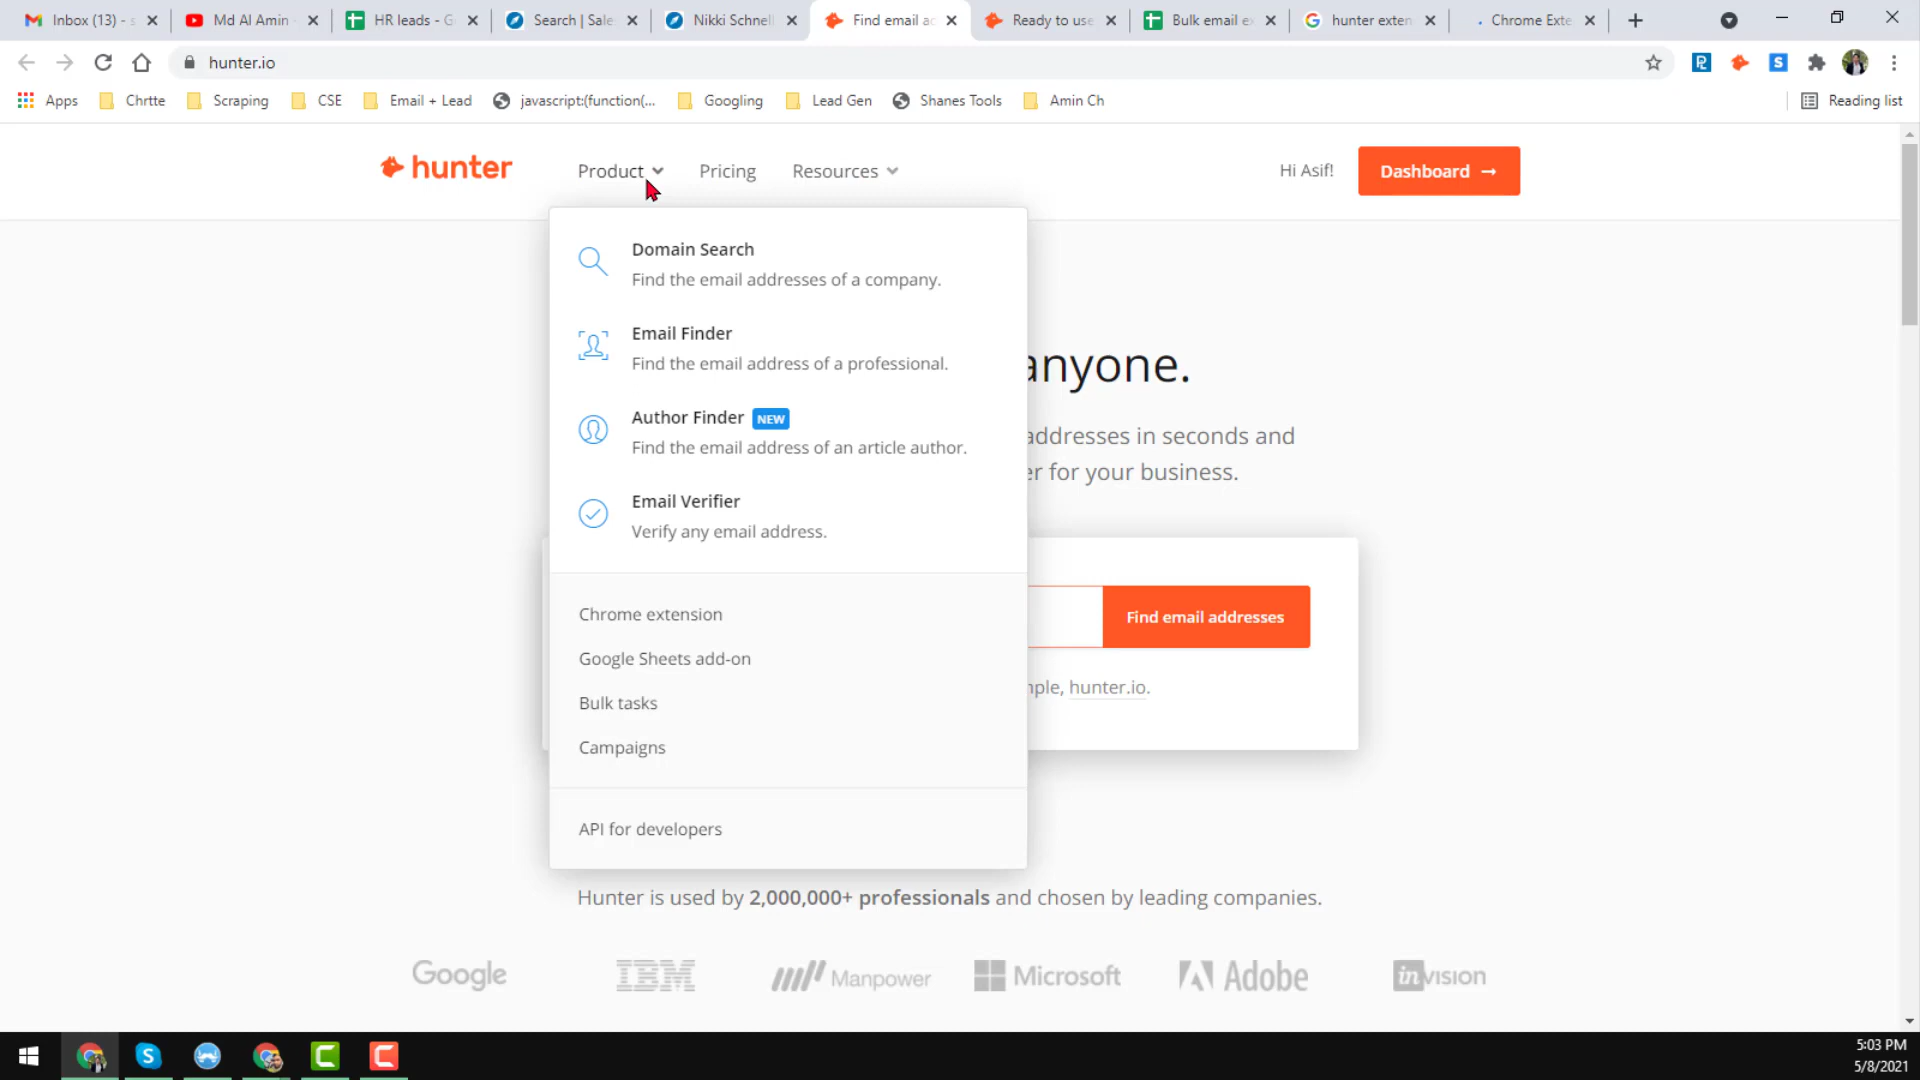 Inbox (13) - s
Md Al Amin -
HR leads - G
Search | Sale
Nikki Schnell
Find email ad
Ready to use
Bulk email e
hunter exten
Chrome Exte
hunter.io
Apps
Chrtte
Scraping
CSE
Email + Lead
javascript:(function(...
Googling
Lead Gen
Shanes Tools
Amin Ch
Reading list
hunter
Product
Pricing
Resources
Hi Asif!
Dashboard →
Domain Search
Find the email addresses of a company.
Email Finder
Find the email address of a professional.
Author Finder NEW
Find the email address of an article author.
Email Verifier
Verify any email address.
Chrome extension
Google Sheets add-on
Bulk tasks
Campaigns
API for developers
anyone.
addresses in seconds and
er for your business.
Find email addresses
mple, hunter.io.
Hunter is used by 2,000,000+ professionals and chosen by leading companies.
Google
IBM
Manpower
Microsoft
Adobe
invision
5:03 PM
5/8/2021